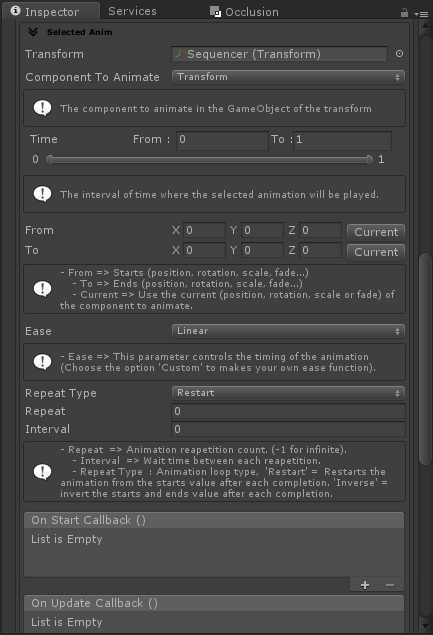 Inspector Services Occlusion
Selected Anim
Transform Sequencer (Transform)
Component To Animate Transform
The component to animate in the GameObject of the transform
Time From : 0 To : 1
0 1
The interval of time where the selected animation will be played.
From X 0 Y 0 Z 0 Current
To X 0 Y 0 Z 0 Current
- From => Starts (position, rotation, scale, fade...)
- To => Ends (position, rotation, scale, fade...)
- Current => Use the current (position, rotation, scale or fade) of
the component to animate.
Ease Linear
- Ease => This parameter controls the timing of the animation
(Choose the option 'Custom' to makes your own ease function).
Repeat Type Restart
Repeat 0
Interval 0
- Repeat => Animation reapetition count. (-1 for infinite).
- Interval => Wait time between each reapetition.
- Repeat Type : Animation loop type, 'Restart' = Restarts the
animation from the starts value after each completion. 'Inverse' =
invert the starts and ends value after each completion.
On Start Callback ()
List is Empty
+ −
On Update Callback ()
List is Empty